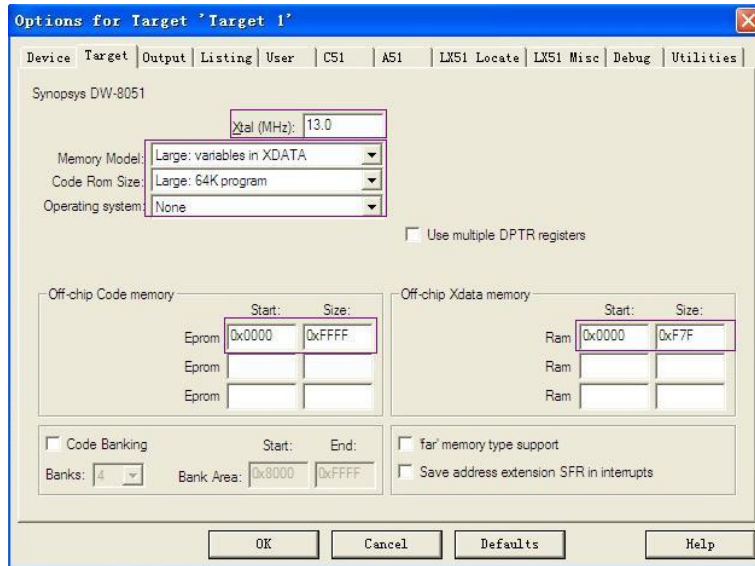 Options for Target 'Target 1'
Device Target Output Listing User C51 A51 LX51 Locate LX51 Misc Debug Utilities
Synopsys DW-8051
Xtal (MHz): 13.0
Memory Model: Large: variables in XDATA
Code Rom Size: Large: 64K program
Operating system: None
Use multiple DPTR registers
Off-chip Code memory
Start: Size:
Eprom 0x0000 0xFFFF
Eprom
Eprom
Off-chip Xdata memory
Start: Size:
Ram 0x0000 0xF7F
Ram
Ram
Code Banking Start: End:
Banks: 4 Bank Area: 0x8000 0xFFFF
'far' memory type support
Save address extension SFR in interrupts
OK Cancel Defaults Help